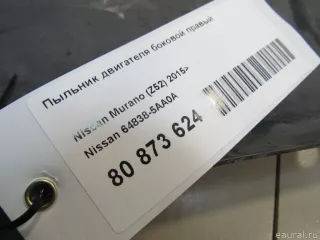 Пыльник двигателя боковой правый
Nissan Murano (Z52) 2015>
Nissan 64838-5AA0A
80 873 624
eaural.ru